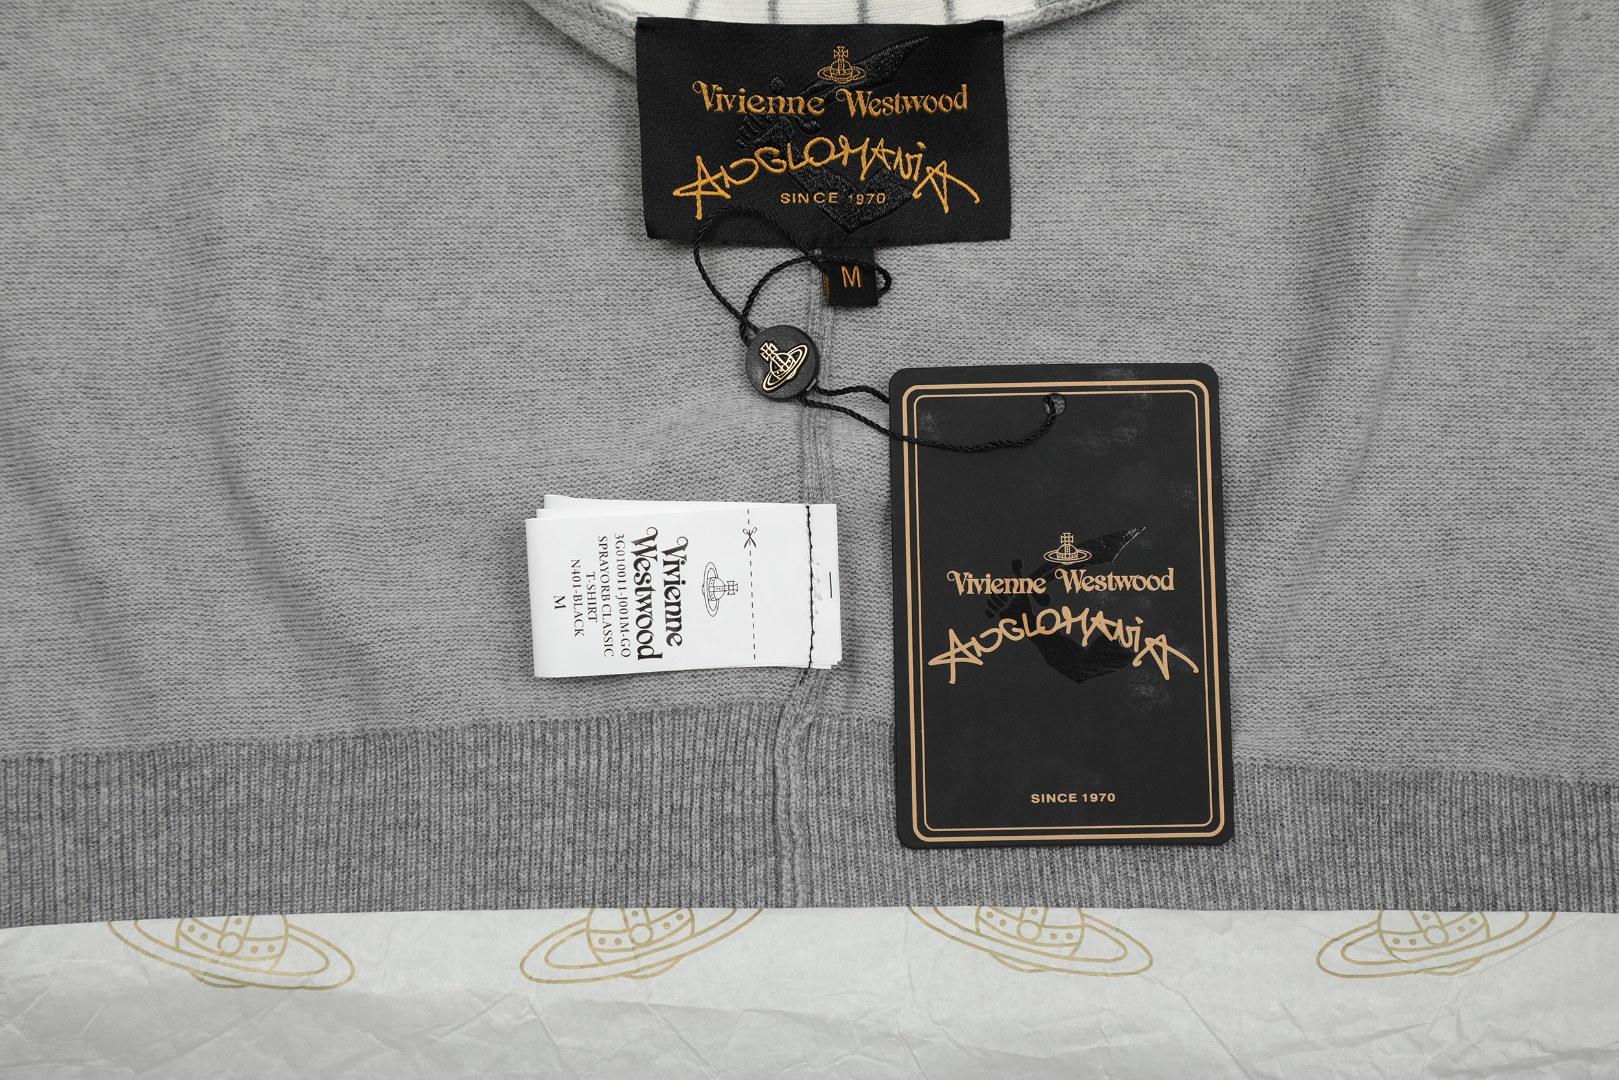 Vivienne Westwood
ANGLOMANIA
SINCE 1970
M
Vivienne
Westwood
3G010011-J001M-GO
SPRAYORB CLASSIC
T-SHIRT
N401-BLACK
M
Vivienne Westwood
ANGLOMANIA
SINCE 1970